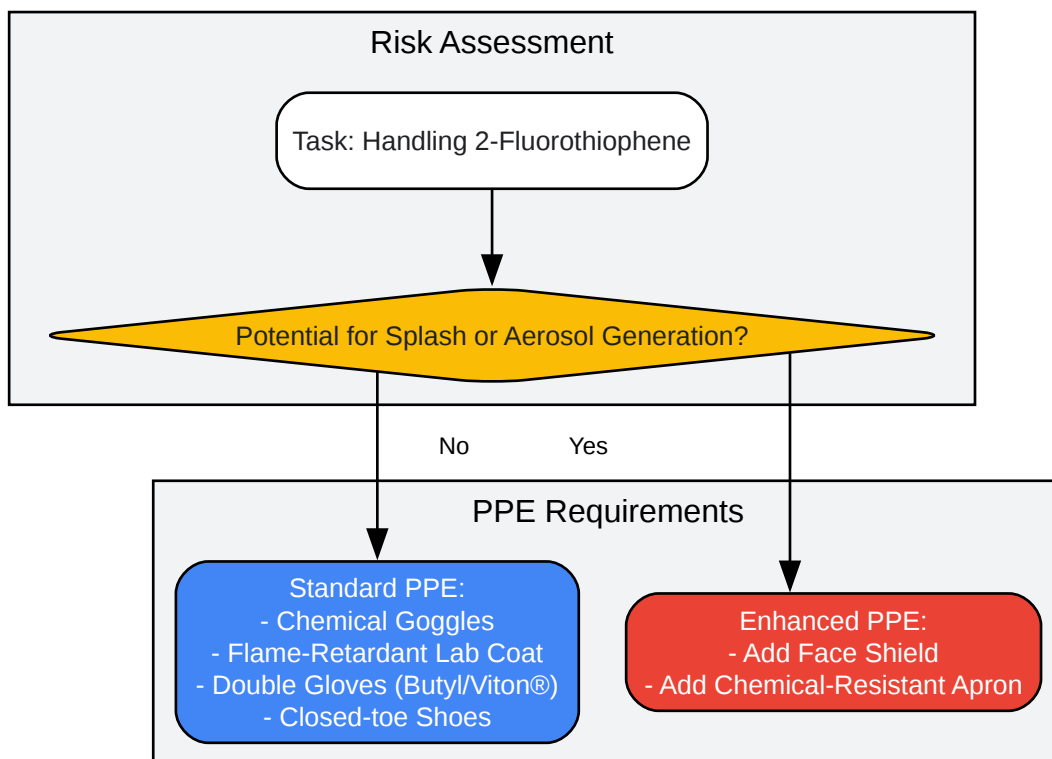 Risk Assessment
Task: Handling 2-Fluorothiophene
Potential for Splash or Aerosol Generation?
No
Yes
PPE Requirements
Standard PPE:
- Chemical Goggles
- Flame-Retardant Lab Coat
- Double Gloves (Butyl/Viton®)
- Closed-toe Shoes
Enhanced PPE:
- Add Face Shield
- Add Chemical-Resistant Apron